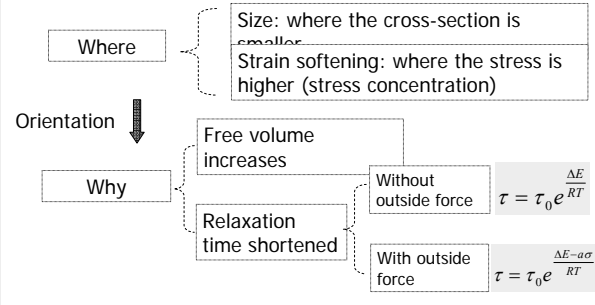 Where
Size: where the cross-section is
smaller
Strain softening: where the stress is
higher (stress concentration)
Orientation
Why
Free volume
increases
Relaxation
time shortened
Without
outside force
τ = τ₀e^(ΔE/RT)
With outside
force
τ = τ₀e^((ΔE−aσ)/RT)